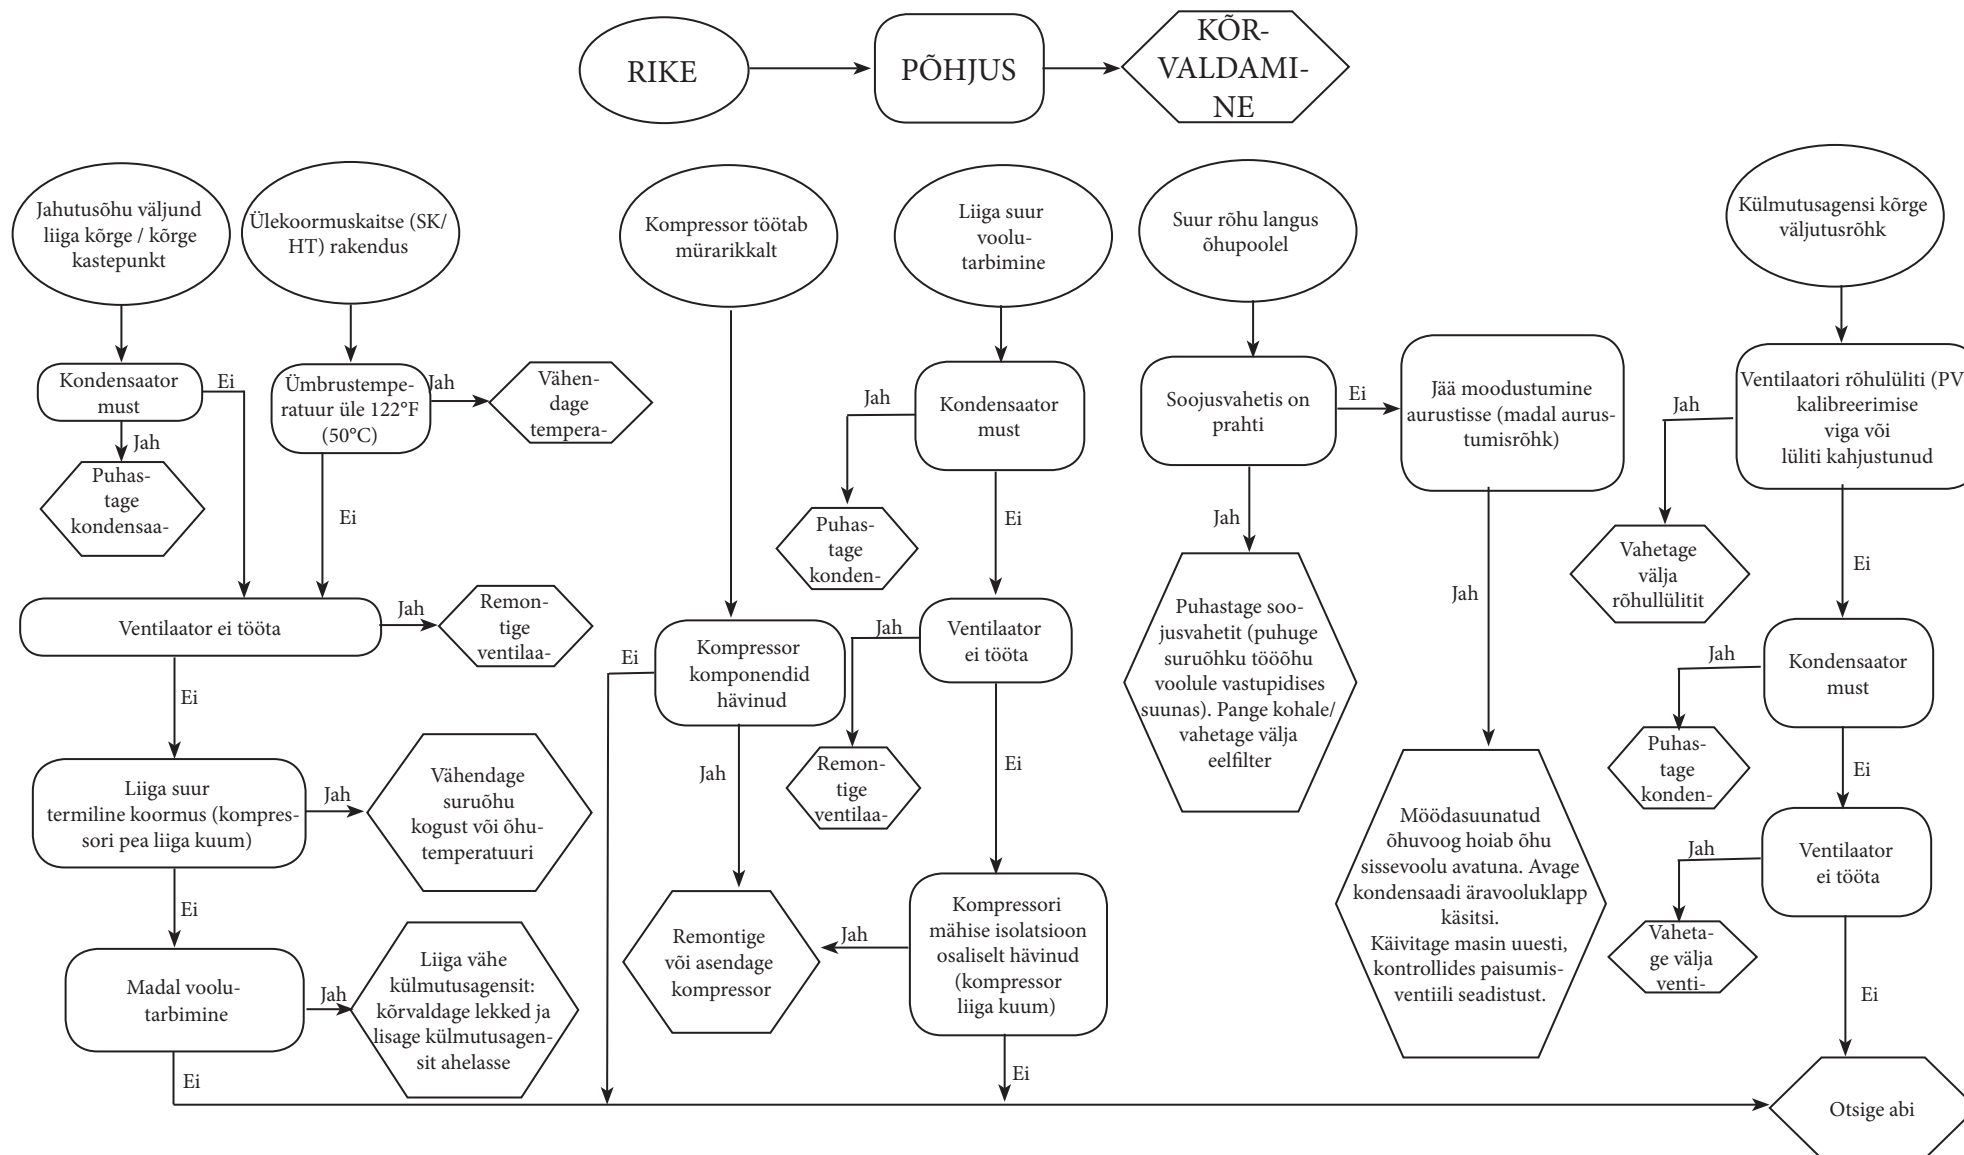 RIKE
PÕHJUS
KÕR-
VALDAMI-
NE
Jahutusõhu väljund
liiga kõrge / kõrge
kastepunkt
Ülekoormuskaitse (SK/
HT) rakendus
Kompressor töötab
mürarikkalt
Liiga suur
voolu-
tarbimine
Suur rõhu langus
õhupoolel
Külmutusagensi kõrge
väljutusrõhk
Kondensaator
must
Ei
Jah
Puhas-
tage
kondensaa-
Ümbrustempe-
ratuur üle 122°F
(50°C)
Jah
Vähen-
dage
tempera-
Ei
Ventilaator ei tööta
Jah
Remon-
tige
ventilaa-
Ei
Liiga suur
termiline koormus (kompres-
sori pea liiga kuum)
Jah
Vähendage
suruõhu
kogust või õhu-
temperatuuri
Ei
Madal voolu-
tarbimine
Jah
Liiga vähe
külmutusagensit:
kõrvaldage lekked ja
lisage külmutusagen-
sit ahelasse
Ei
Kompressor
komponendid
hävinud
Ei
Jah
Remontige
või asendage
kompressor
Kondensaator
must
Jah
Puhas-
tage
konden-
Ei
Ventilaator
ei tööta
Jah
Remon-
tige
ventilaa-
Ei
Kompressori
mähise isolatsioon
osaliselt hävinud
(kompressor
liiga kuum)
Jah
Ei
Soojusvahetis on
prahti
Ei
Jah
Puhastage soo-
jusvahetit (puhuge
suruõhku tööõhu
voolule vastupidises
suunas). Pange kohale/
vahetage välja
eelfilter
Jää moodustumine
aurustisse (madal aurus-
tumisrõhk)
Jah
Möödasuunatud
õhuvoog hoiab õhu
sissevoolu avatuna. Avage
kondensaadi äravooluklapp
käsitsi.
Käivitage masin uuesti,
kontrollides paisumis-
ventiili seadistust.
Ventilaatori rõhulüliti (PV
kalibreerimise
viga või
lüliti kahjustunud
Jah
Vahetage
välja
rõhullülitit
Ei
Kondensaator
must
Jah
Puhas-
tage
konden-
Ei
Ventilaator
ei tööta
Jah
Vaheta-
ge välja
venti-
Ei
Otsige abi